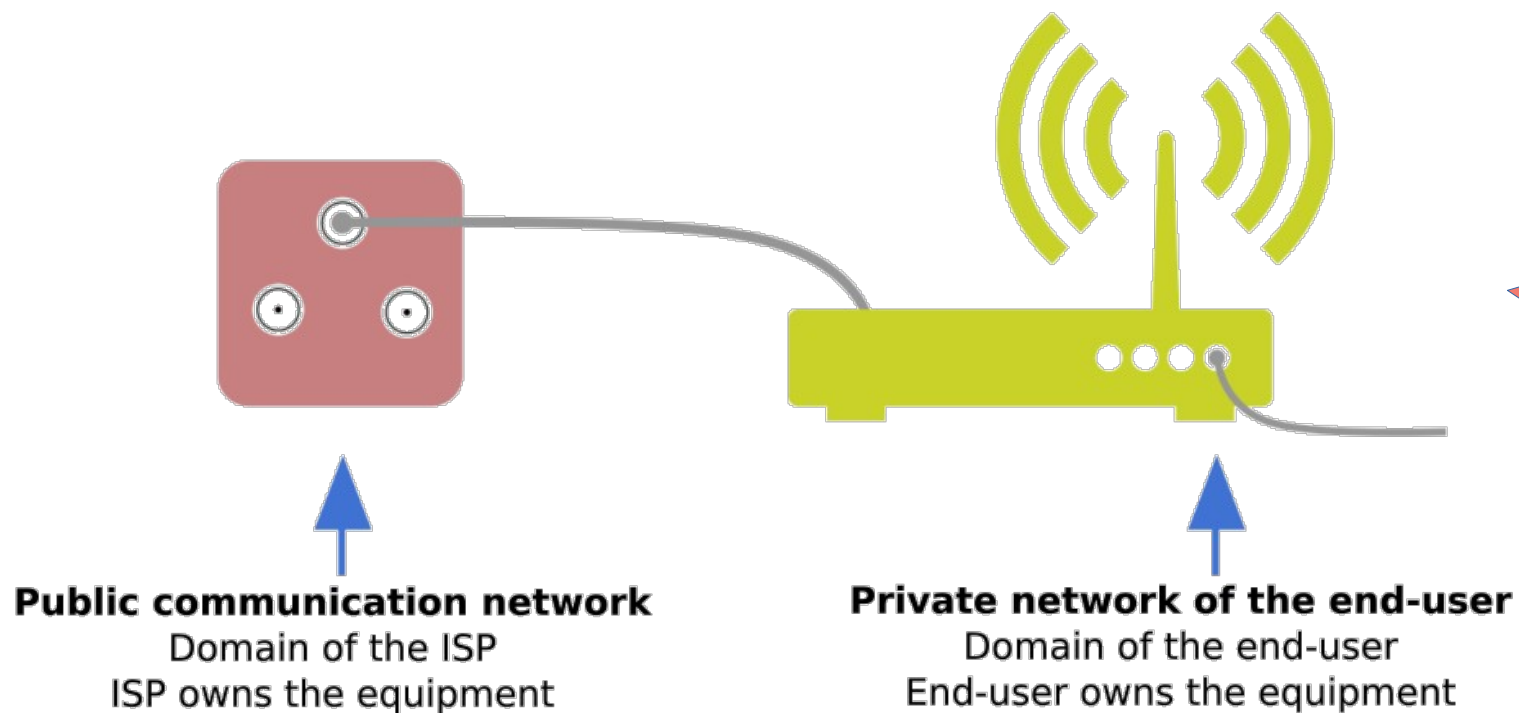 Public communication network
Domain of the ISP
ISP owns the equipment
Private network of the end-user
Domain of the end-user
End-user owns the equipment